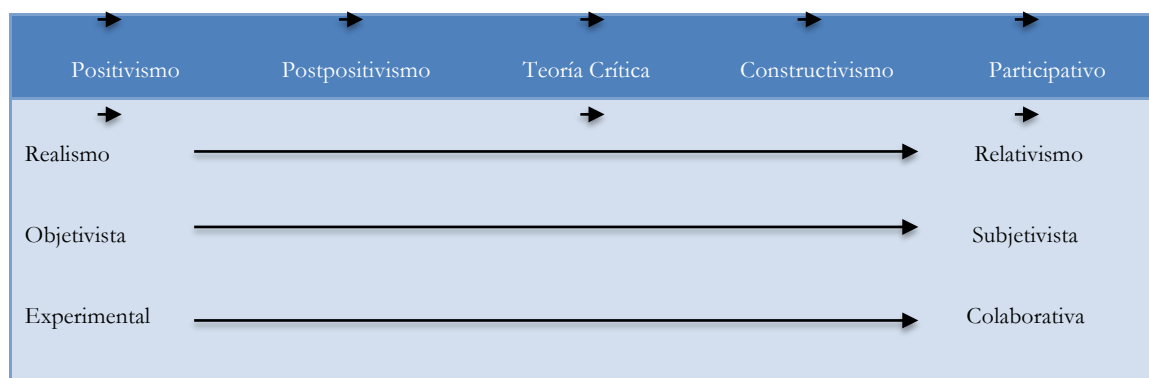 Positivismo Postpositivismo Teoría Crítica Constructivismo Participativo
Realismo Relativismo
Objetivista Subjetivista
Experimental Colaborativa